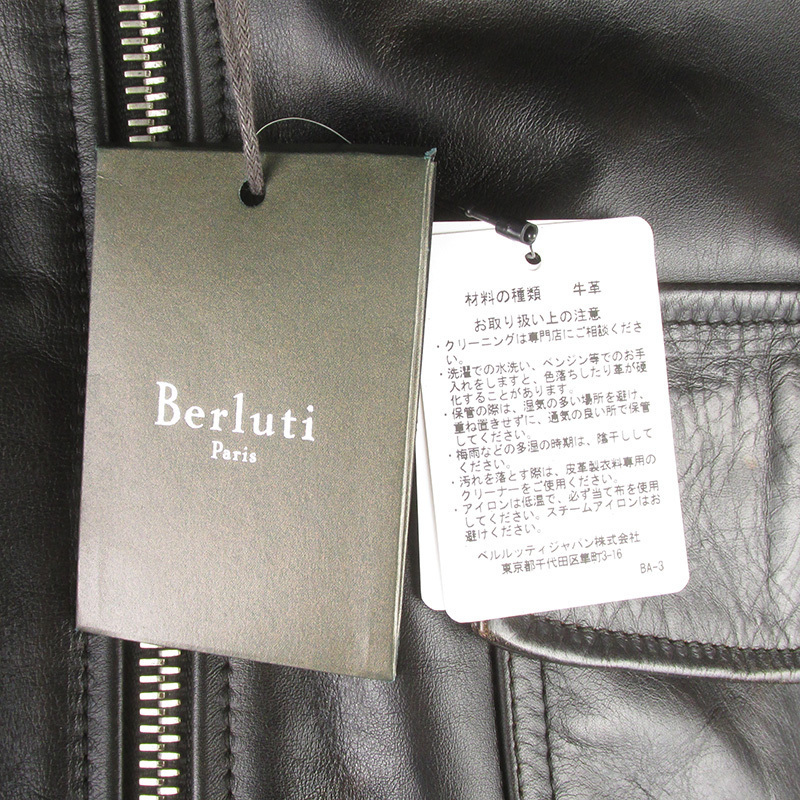 Berluti
Paris
材料の種類 牛革
お取り扱い上の注意
・クリーニングは専門店にご相談くださ
い。
・洗濯での水洗い、ベンジン等でのお手
入れをしますと、色落ちしたり革が硬
化することがあります。
・保管の際は、湿気の多い場所を避け、
重ね置きせずに、通気の良い所で保管
してください。
・梅雨などの多湿の時期は、陰干しして
ください。
・汚れを落とす際は、皮革製衣料専用の
クリーナーをご使用ください。
・アイロンは低温で、必ず当て布を使用
してください。スチームアイロンはお
避けください。
ベルルッティジャパン株式会社
東京都千代田区隼町3-16
BA-3